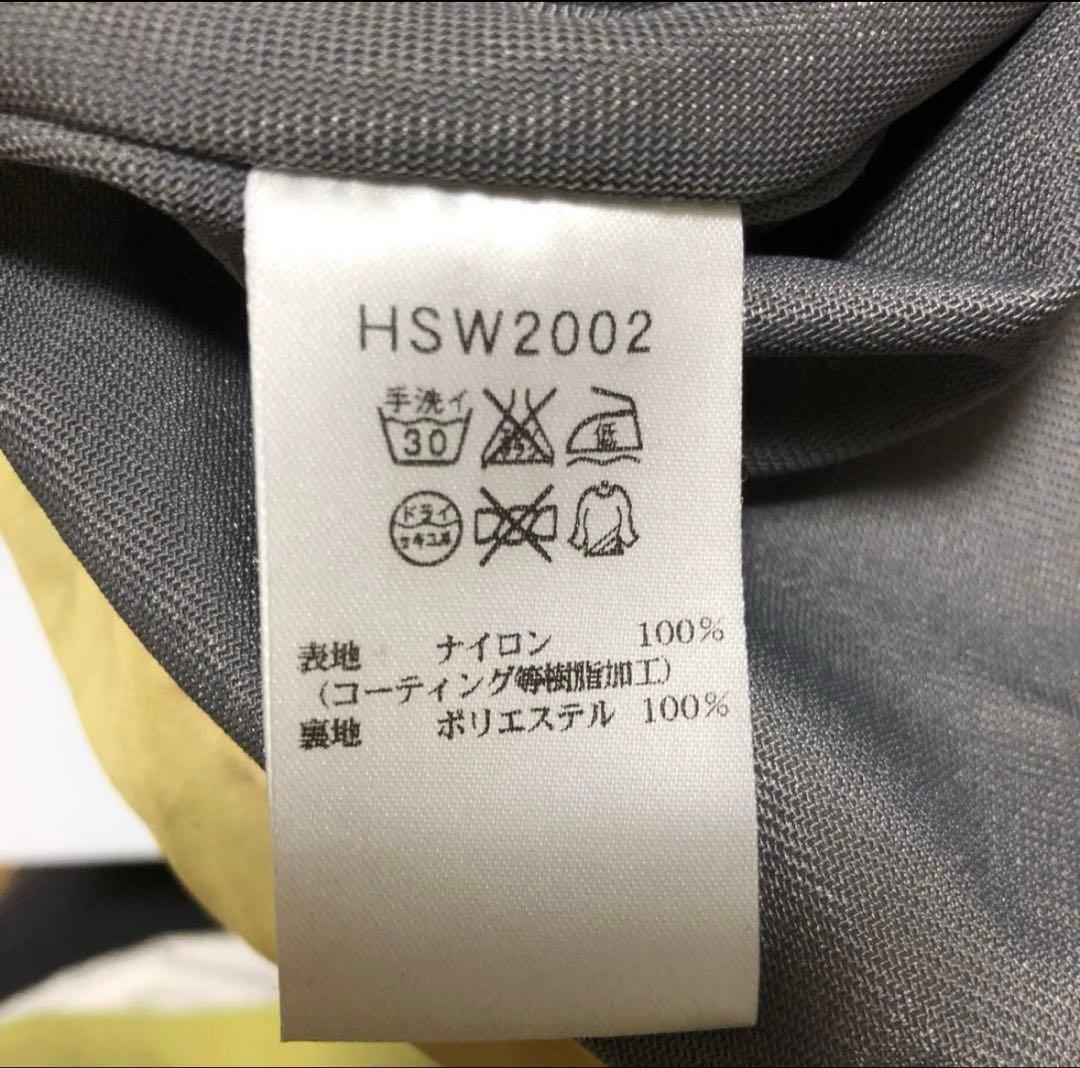 HSW2002
手洗イ
30
低
ドライ
セキユ系
表地 ナイロン 100%
（コーティング等樹脂加工）
裏地 ポリエステル 100%